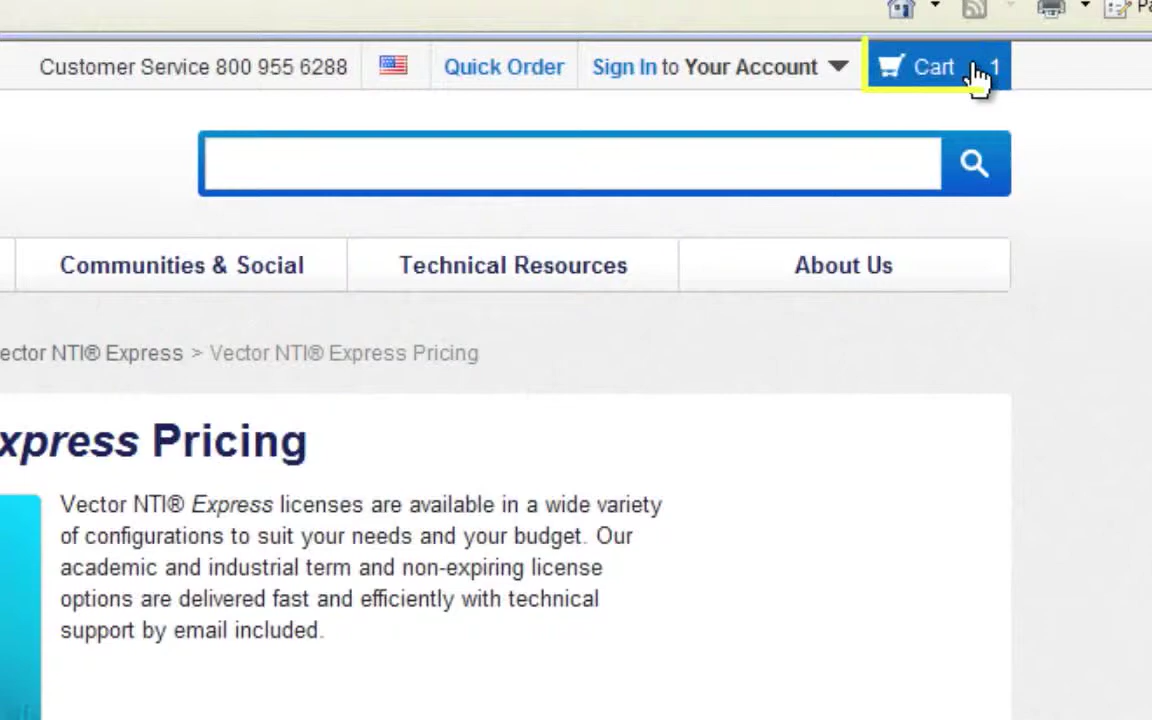 Customer Service 800 955 6288
Quick Order
Sign In to Your Account
Cart 1
Communities & Social
Technical Resources
About Us
ector NTI® Express > Vector NTI® Express Pricing
xpress Pricing
Vector NTI® Express licenses are available in a wide variety
of configurations to suit your needs and your budget. Our
academic and industrial term and non-expiring license
options are delivered fast and efficiently with technical
support by email included.